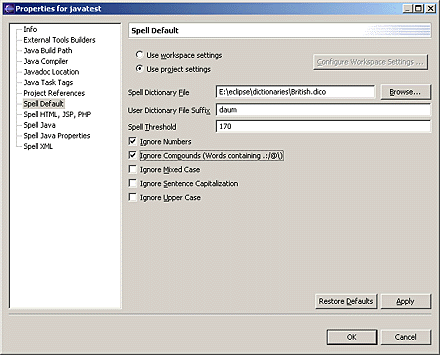 Properties for javatest
Info
External Tools Builders
Java Build Path
Java Compiler
Javadoc Location
Java Task Tags
Project References
Spell Default
Spell HTML, JSP, PHP
Spell Java
Spell Java Properties
Spell XML
Spell Default
Use workspace settings
Use project settings
Configure Workspace Settings ...
Spell Dictionary File
E:\eclipse\dictionaries\British.dico
Browse...
User Dictionary File Suffix
daum
Spell Threshold
170
Ignore Numbers
Ignore Compounds (Words containing .:/@\)
Ignore Mixed Case
Ignore Sentence Capitalization
Ignore Upper Case
Restore Defaults
Apply
OK
Cancel